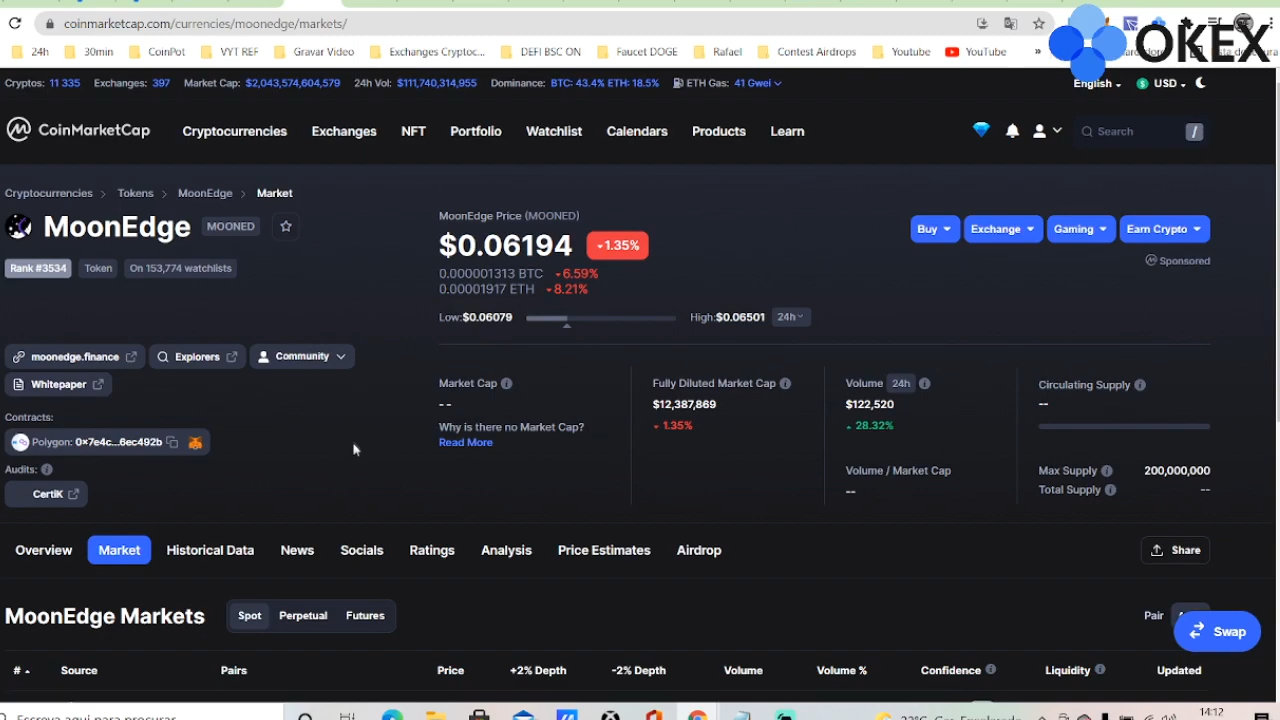 coinmarketcap.com/currencies/moonedge/markets/
OKEX
24h 30min CoinPot VYT REF Gravar Video Exchanges Cryptoc... DEFI BSC ON Faucet DOGE Rafael Contest Airdrops Youtube YouTube »
Cryptos: 11 335 Exchanges: 397 Market Cap: $2,043,574,604,579 24h Vol: $111,740,314,955 Dominance: BTC: 43.4% ETH: 18.5% ETH Gas: 41 Gwei English USD
CoinMarketCap Cryptocurrencies Exchanges NFT Portfolio Watchlist Calendars Products Learn Search /
Cryptocurrencies > Tokens > MoonEdge > Market
MoonEdge MOONED
Rank #3534 Token On 153,774 watchlists
MoonEdge Price (MOONED)
$0.06194 1.35%
0.000001313 BTC 6.59%
0.00001917 ETH 8.21%
Low:$0.06079 High:$0.06501 24h
Buy Exchange Gaming Earn Crypto
Sponsored
moonedge.finance Explorers Community
Whitepaper
Contracts:
Polygon: 0x7e4c...6ec492b
Audits:
CertiK
Market Cap
- -
Why is there no Market Cap?
Read More
Fully Diluted Market Cap
$12,387,869
1.35%
Volume 24h
$122,520
28.32%
Volume / Market Cap
--
Circulating Supply
--
Max Supply 200,000,000
Total Supply --
Overview Market Historical Data News Socials Ratings Analysis Price Estimates Airdrop Share
MoonEdge Markets Spot Perpetual Futures Pair
Swap
# Source Pairs Price +2% Depth -2% Depth Volume Volume % Confidence Liquidity Updated
Escreva aqui para procurar
14:12